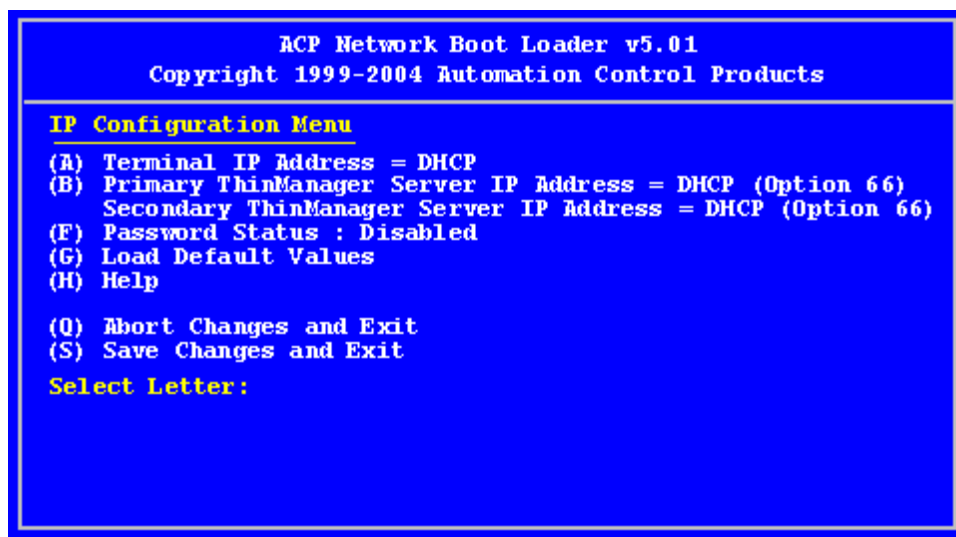 ACP Network Boot Loader v5.01
Copyright 1999-2004 Automation Control Products
IP Configuration Menu
(A) Terminal IP Address = DHCP
(B) Primary ThinManager Server IP Address = DHCP (Option 66)
Secondary ThinManager Server IP Address = DHCP (Option 66)
(F) Password Status : Disabled
(G) Load Default Values
(H) Help
(Q) Abort Changes and Exit
(S) Save Changes and Exit
Select Letter: